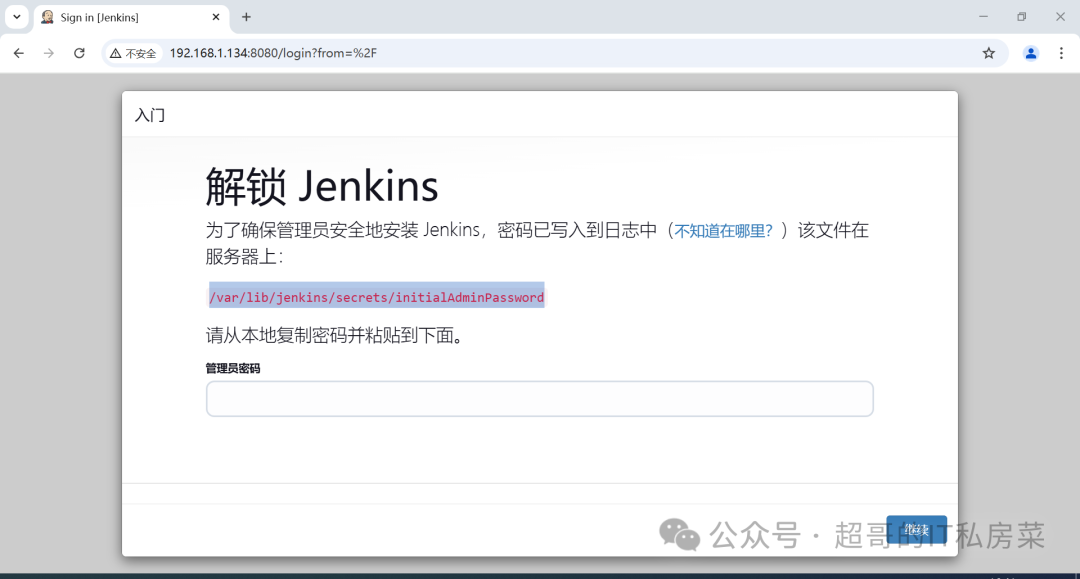 Sign in [Jenkins]
不安全
192.168.1.134:8080/login?from=%2F
入门
解锁 Jenkins
为了确保管理员安全地安装 Jenkins，密码已写入到日志中（不知道在哪里？）该文件在
服务器上：
/var/lib/jenkins/secrets/initialAdminPassword
请从本地复制密码并粘贴到下面。
管理员密码
继续
公众号 · 超哥的IT私房菜